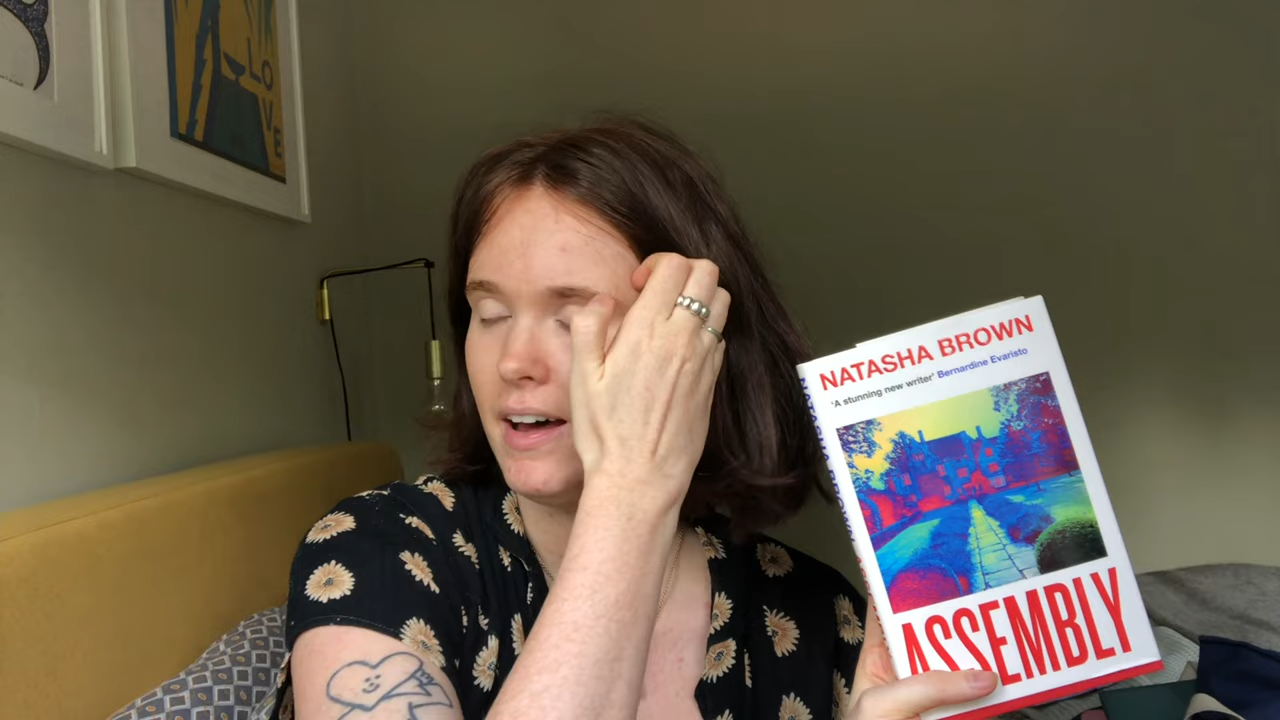 LOVE
NATASHA BROWN
'A stunning new writer' Bernardine Evaristo
ASSEMBLY